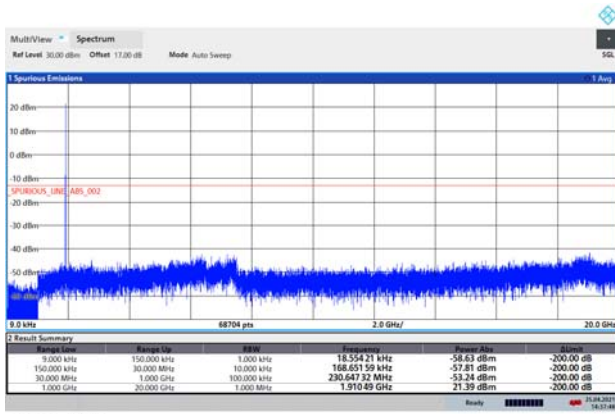 MultiView Spectrum
Ref Level 30.00 dBm Offset 17.00 dB Mode Auto Sweep SGL
1 Spurious Emissions 1 Avg
20 dBm
10 dBm
0 dBm
-10 dBm
_SPURIOUS_LINE_ABS_002
-20 dBm
-30 dBm
-40 dBm
-50 dBm
-60 dBm
9.0 kHz 68704 pts 2.0 GHz/ 20.0 GHz
2 Result Summary
Range Low Range Up RBW Frequency Power Abs ΔLimit
9.000 kHz 150.000 kHz 1.000 kHz 18.554 21 kHz -58.63 dBm -200.00 dB
150.000 kHz 30.000 MHz 10.000 kHz 168.651 59 kHz -57.81 dBm -200.00 dB
30.000 MHz 1.000 GHz 100.000 kHz 230.647 32 MHz -53.24 dBm -200.00 dB
1.000 GHz 20.000 GHz 1.000 MHz 1.910 49 GHz 21.39 dBm -200.00 dB
Ready